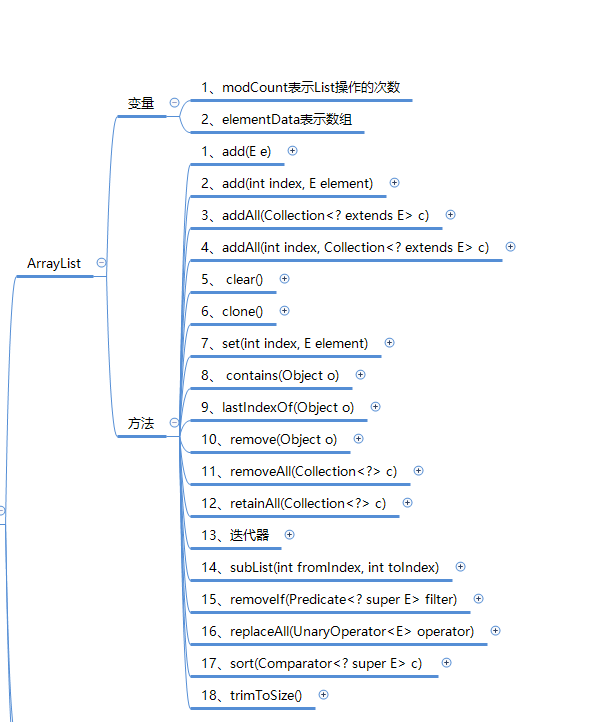 变量
1、modCount表示List操作的次数
2、elementData表示数组
ArrayList
方法
1、add(E e)
2、add(int index, E element)
3、addAll(Collection<? extends E> c)
4、addAll(int index, Collection<? extends E> c)
5、 clear()
6、clone()
7、set(int index, E element)
8、 contains(Object o)
9、lastIndexOf(Object o)
10、remove(Object o)
11、removeAll(Collection<?> c)
12、retainAll(Collection<?> c)
13、迭代器
14、subList(int fromIndex, int toIndex)
15、removeIf(Predicate<? super E> filter)
16、replaceAll(UnaryOperator<E> operator)
17、sort(Comparator<? super E> c)
18、trimToSize()